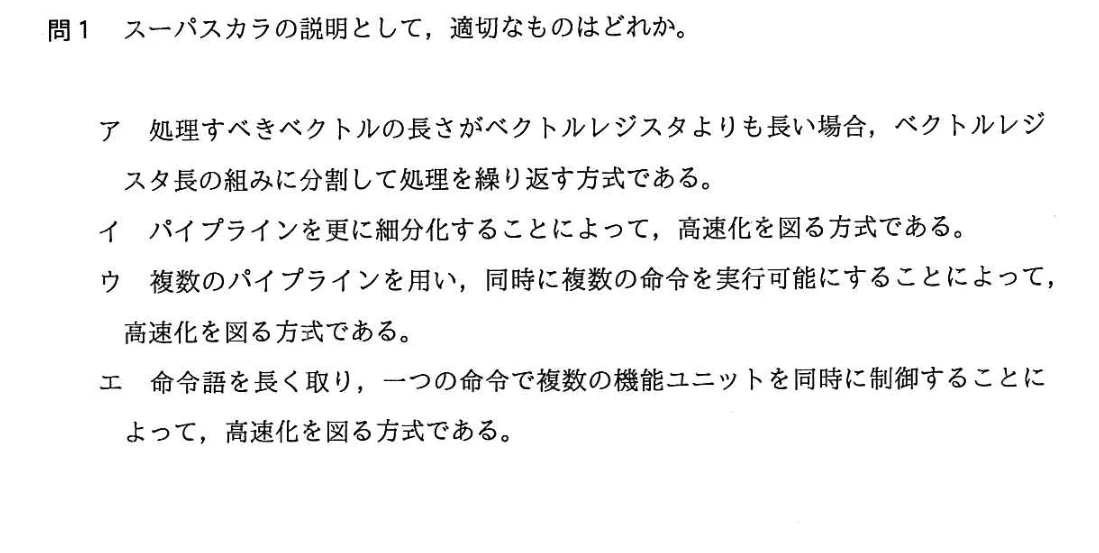 問1　スーパスカラの説明として，適切なものはどれか。
ア　処理すべきベクトルの長さがベクトルレジスタよりも長い場合，ベクトルレジ
スタ長の組みに分割して処理を繰り返す方式である。
イ　パイプラインを更に細分化することによって，高速化を図る方式である。
ウ　複数のパイプラインを用い，同時に複数の命令を実行可能にすることによって，
高速化を図る方式である。
エ　命令語を長く取り，一つの命令で複数の機能ユニットを同時に制御することに
よって，高速化を図る方式である。